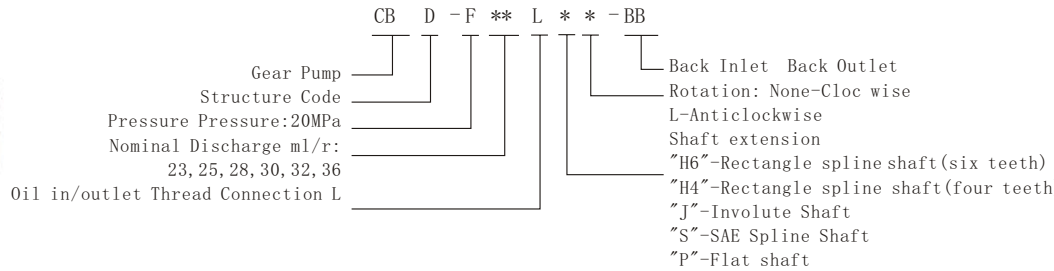 CB D -F ** L * * -BB
Gear Pump
Structure Code
Pressure Pressure:20MPa
Nominal Discharge ml/r:
23,25,28,30,32,36
Oil in/outlet Thread Connection L
Back Inlet Back Outlet
Rotation: None-Cloc wise
L-Anticlockwise
Shaft extension
"H6"-Rectangle spline shaft(six teeth)
"H4"-Rectangle spline shaft(four teeth
"J"-Involute Shaft
"S"-SAE Spline Shaft
"P"-Flat shaft